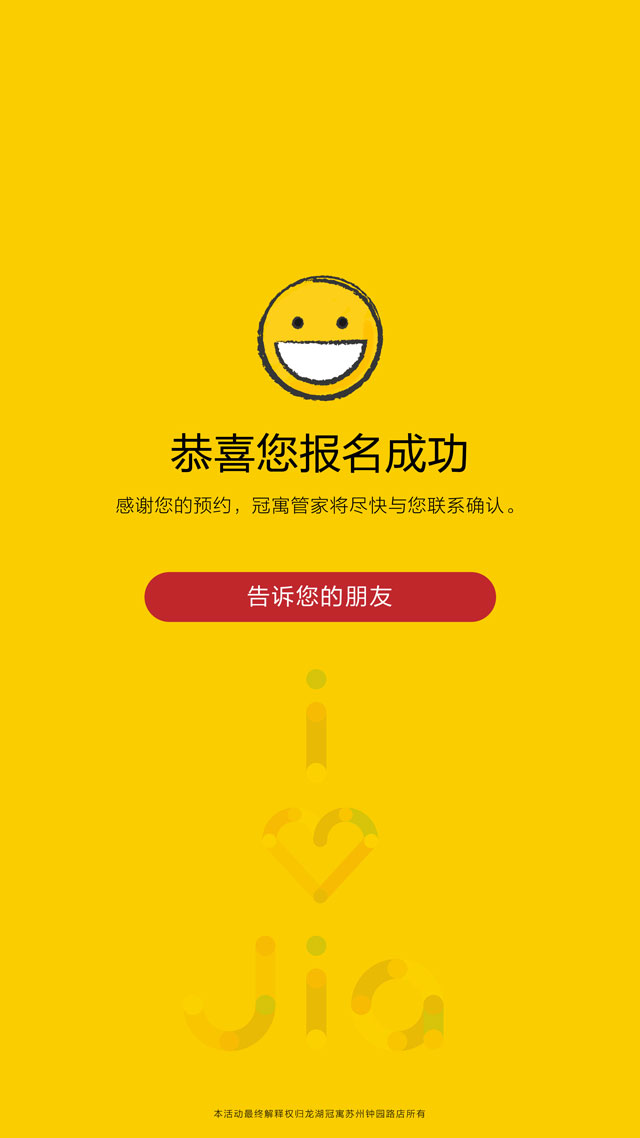 恭喜您报名成功
感谢您的预约，冠寓管家将尽快与您联系确认。
告诉您的朋友
i
Jia
本活动最终解释权归龙湖冠寓苏州钟园路店所有